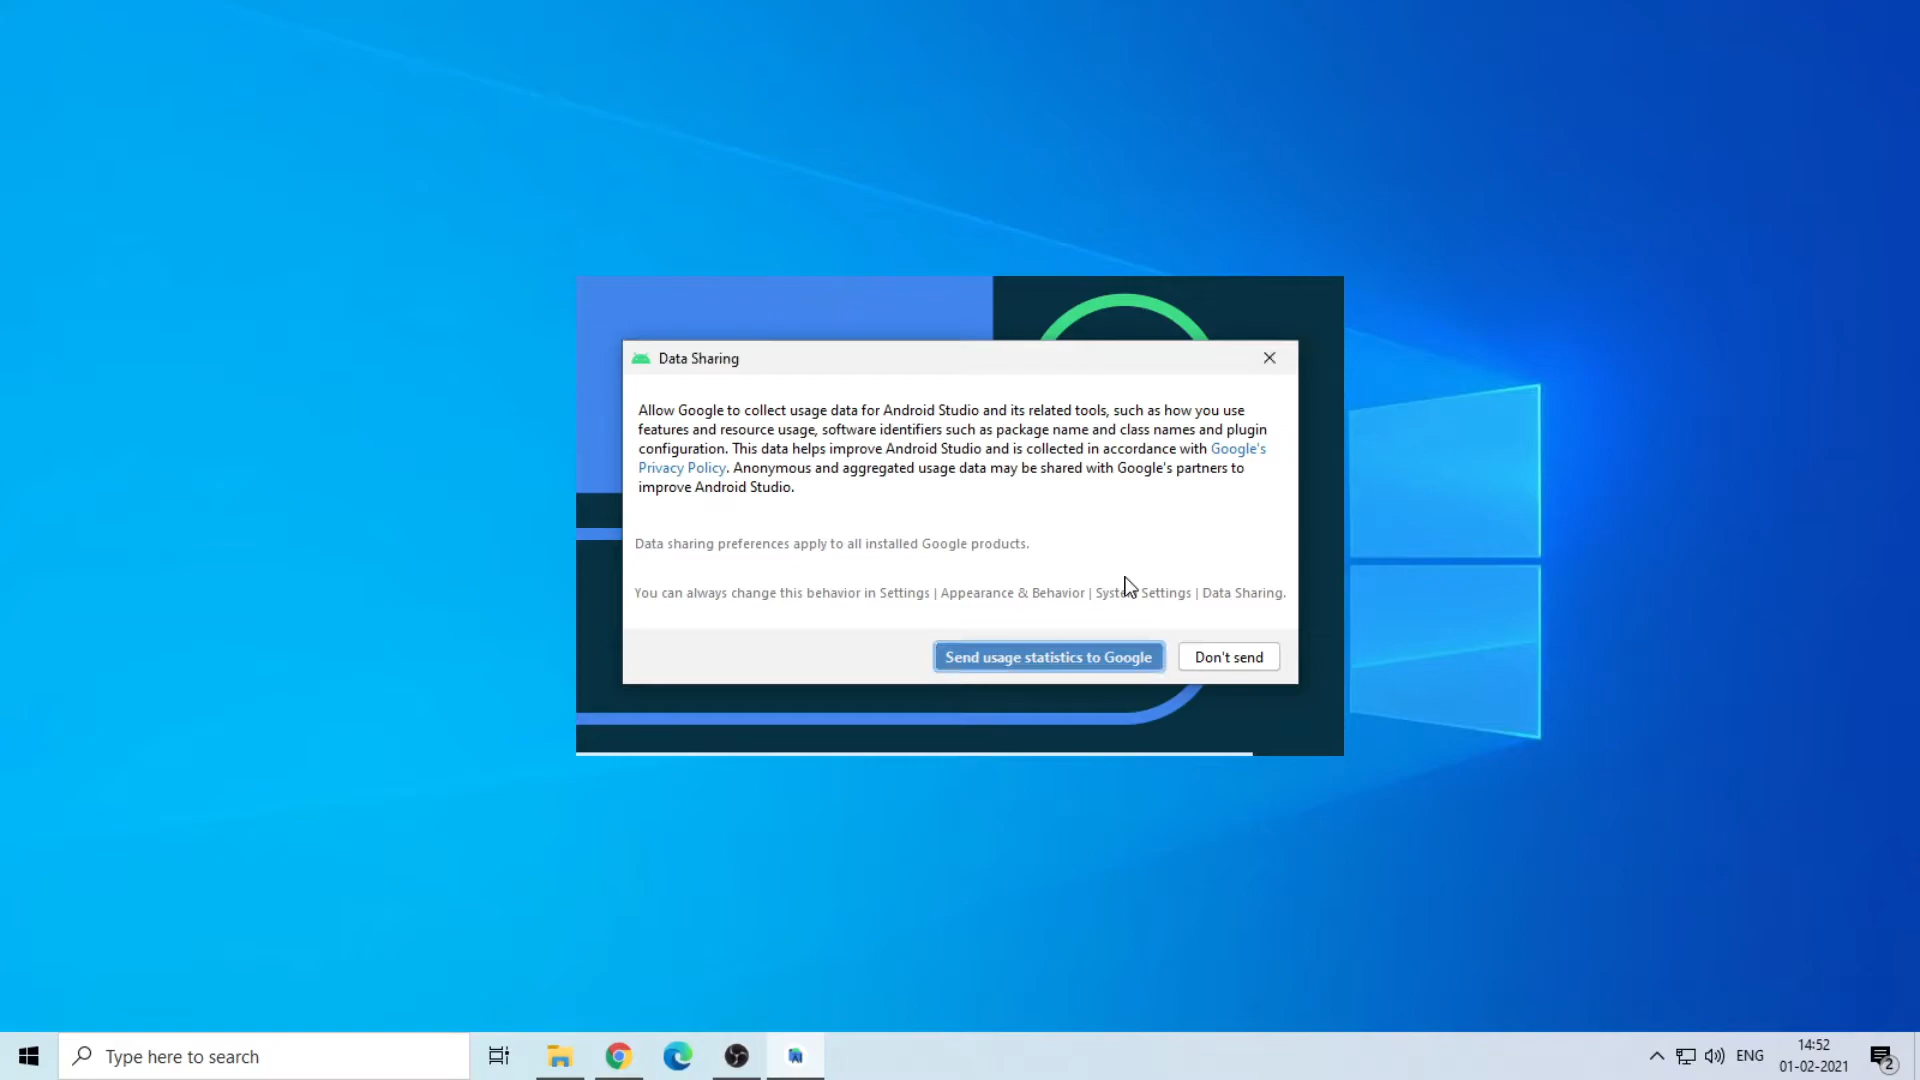 Data Sharing
Allow Google to collect usage data for Android Studio and its related tools, such as how you use
features and resource usage, software identifiers such as package name and class names and plugin
configuration. This data helps improve Android Studio and is collected in accordance with Google's
Privacy Policy. Anonymous and aggregated usage data may be shared with Google's partners to
improve Android Studio.
Data sharing preferences apply to all installed Google products.
You can always change this behavior in Settings | Appearance & Behavior | System Settings | Data Sharing.
Send usage statistics to Google
Don't send
Type here to search
ENG
14:52
01-02-2021
2